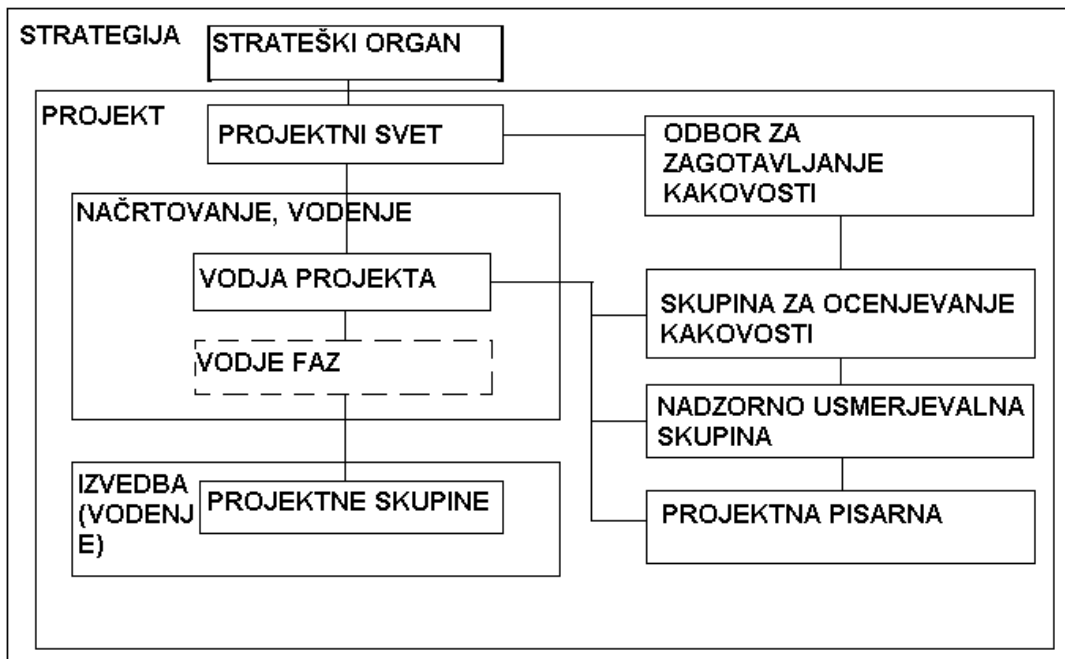 STRATEGIJA
STRATEŠKI ORGAN
PROJEKT
PROJEKTNI SVET
ODBOR ZA
ZAGOTAVLJANJE
KAKOVOSTI
NAČRTOVANJE, VODENJE
VODJA PROJEKTA
SKUPINA ZA OCENJEVANJE
KAKOVOSTI
VODJE FAZ
NADZORNO USMERJEVALNA
SKUPINA
IZVEDBA
(VODENJ
E)
PROJEKTNE SKUPINE
PROJEKTNA PISARNA